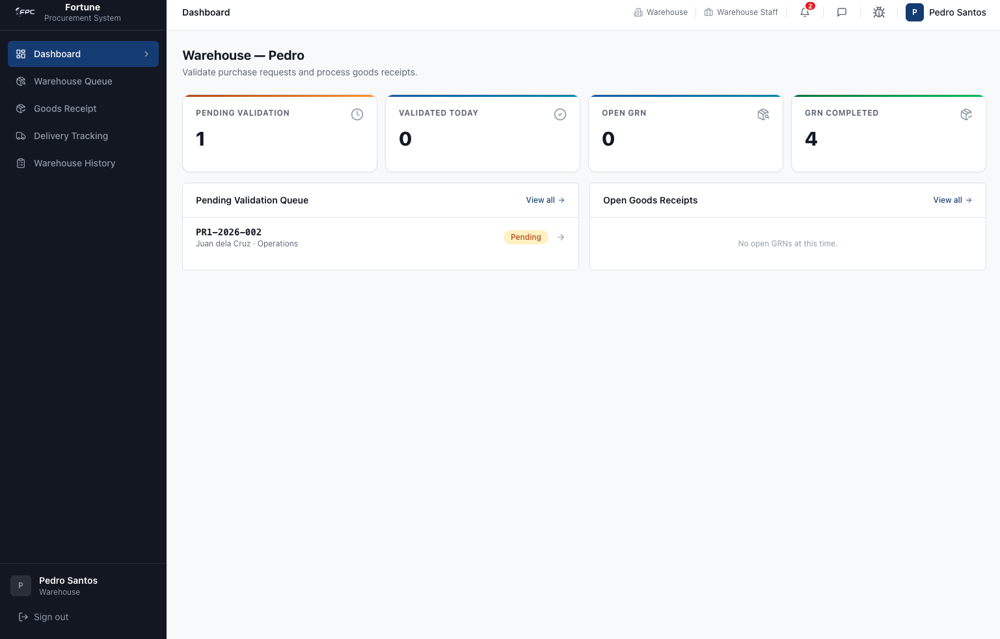 FPC
Fortune
Procurement System
Dashboard
Warehouse Queue
Goods Receipt
Delivery Tracking
Warehouse History
P
Pedro Santos
Warehouse
Sign out
Dashboard
Warehouse
Warehouse Staff
2
P
Pedro Santos
Warehouse — Pedro
Validate purchase requests and process goods receipts.
PENDING VALIDATION
1
VALIDATED TODAY
0
OPEN GRN
0
GRN COMPLETED
4
Pending Validation Queue
View all →
PR1-2026-002
Juan dela Cruz · Operations
Pending →
Open Goods Receipts
View all →
No open GRNs at this time.